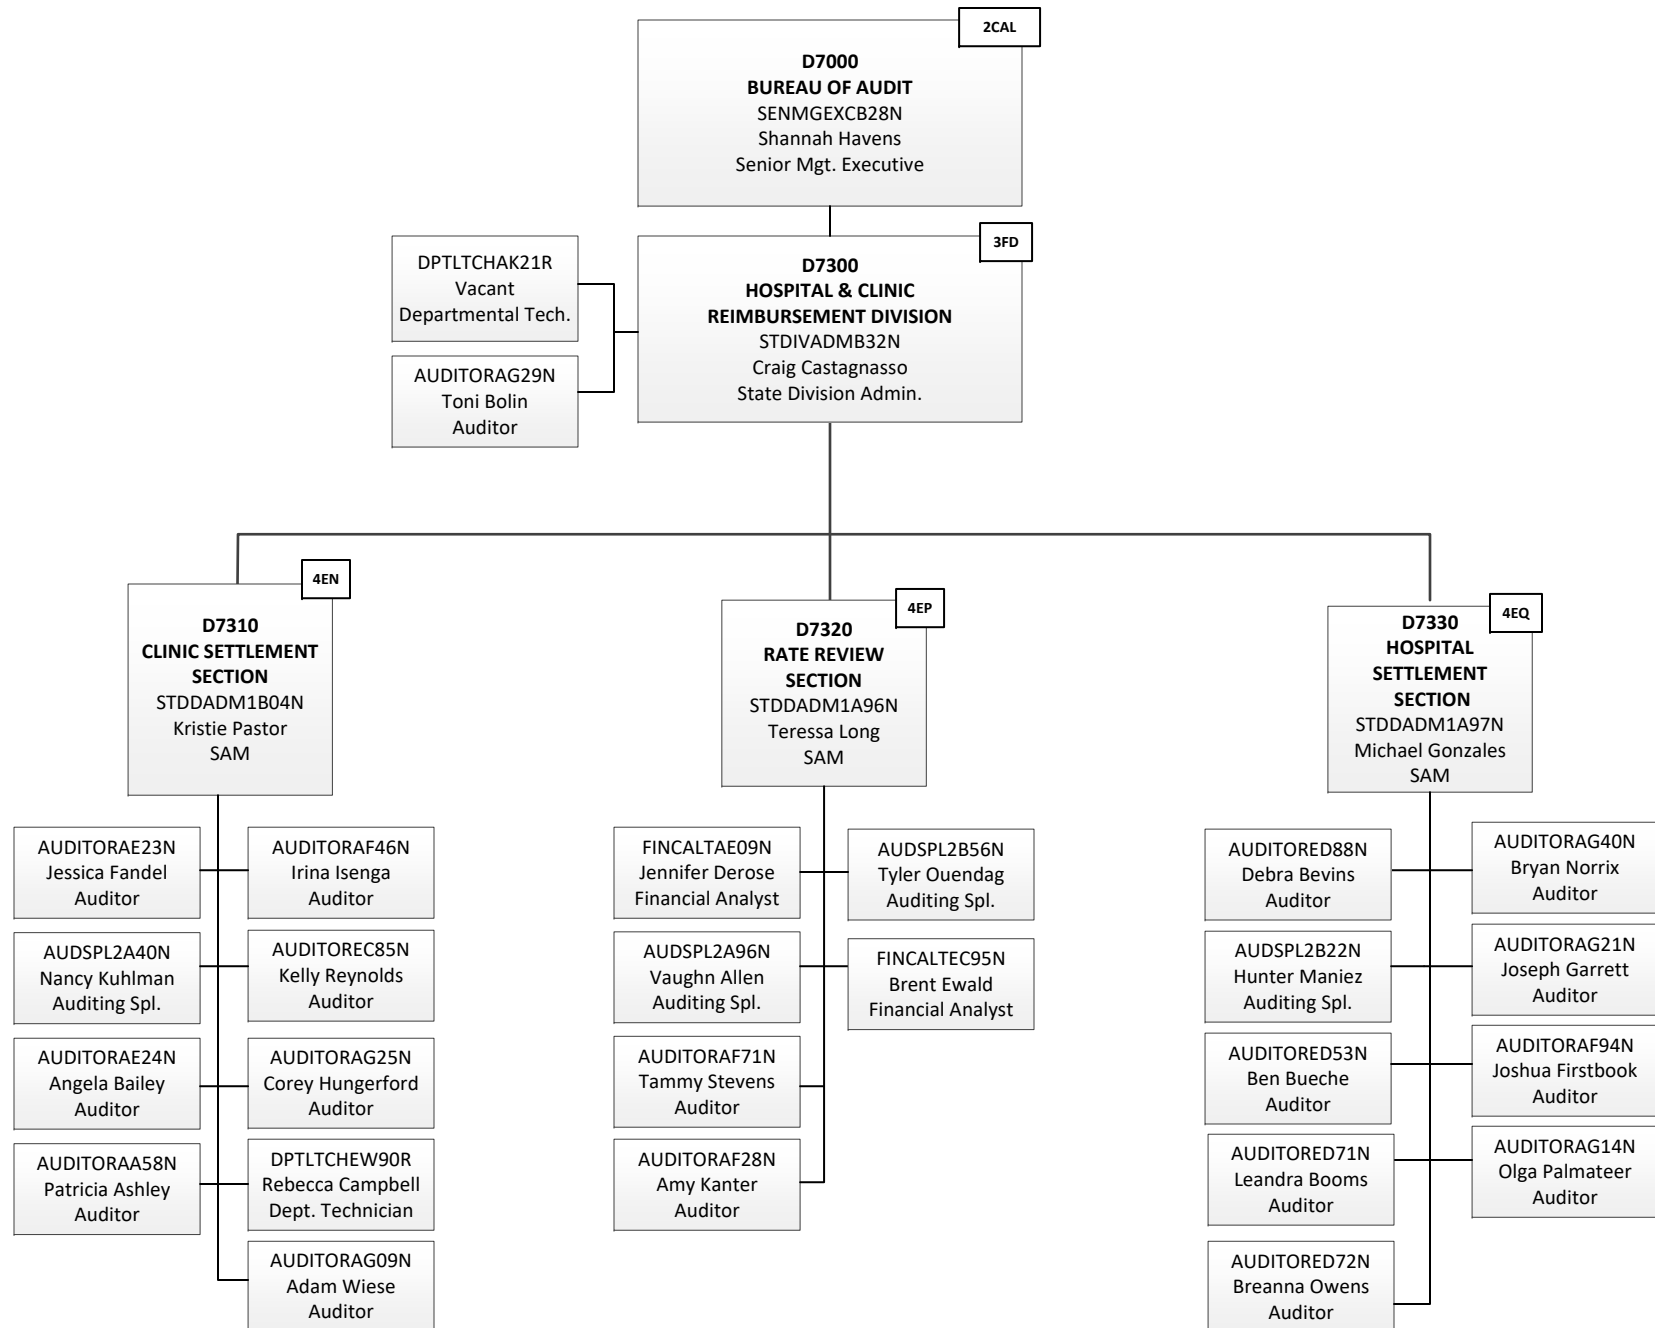 2CAL
D7000
BUREAU OF AUDIT
SENMGEXCB28N
Shannah Havens
Senior Mgt. Executive
3FD
D7300
HOSPITAL & CLINIC
REIMBURSEMENT DIVISION
STDIVADMB32N
Craig Castagnasso
State Division Admin.
DPTLTCHAK21R
Vacant
Departmental Tech.
AUDITORAG29N
Toni Bolin
Auditor
4EN
D7310
CLINIC SETTLEMENT
SECTION
STDDADM1B04N
Kristie Pastor
SAM
AUDITORAE23N
Jessica Fandel
Auditor
AUDITORAF46N
Irina Isenga
Auditor
AUDSPL2A40N
Nancy Kuhlman
Auditing Spl.
AUDITOREC85N
Kelly Reynolds
Auditor
AUDITORAE24N
Angela Bailey
Auditor
AUDITORAG25N
Corey Hungerford
Auditor
AUDITORAA58N
Patricia Ashley
Auditor
DPTLTCHEW90R
Rebecca Campbell
Dept. Technician
AUDITORAG09N
Adam Wiese
Auditor
4EP
D7320
RATE REVIEW
SECTION
STDDADM1A96N
Teressa Long
SAM
FINCALTAE09N
Jennifer Derose
Financial Analyst
AUDSPL2B56N
Tyler Ouendag
Auditing Spl.
AUDSPL2A96N
Vaughn Allen
Auditing Spl.
FINCALTEC95N
Brent Ewald
Financial Analyst
AUDITORAF71N
Tammy Stevens
Auditor
AUDITORAF28N
Amy Kanter
Auditor
4EQ
D7330
HOSPITAL
SETTLEMENT
SECTION
STDDADM1A97N
Michael Gonzales
SAM
AUDITORED88N
Debra Bevins
Auditor
AUDITORAG40N
Bryan Norrix
Auditor
AUDSPL2B22N
Hunter Maniez
Auditing Spl.
AUDITORAG21N
Joseph Garrett
Auditor
AUDITORED53N
Ben Bueche
Auditor
AUDITORAF94N
Joshua Firstbook
Auditor
AUDITORED71N
Leandra Booms
Auditor
AUDITORAG14N
Olga Palmateer
Auditor
AUDITORED72N
Breanna Owens
Auditor